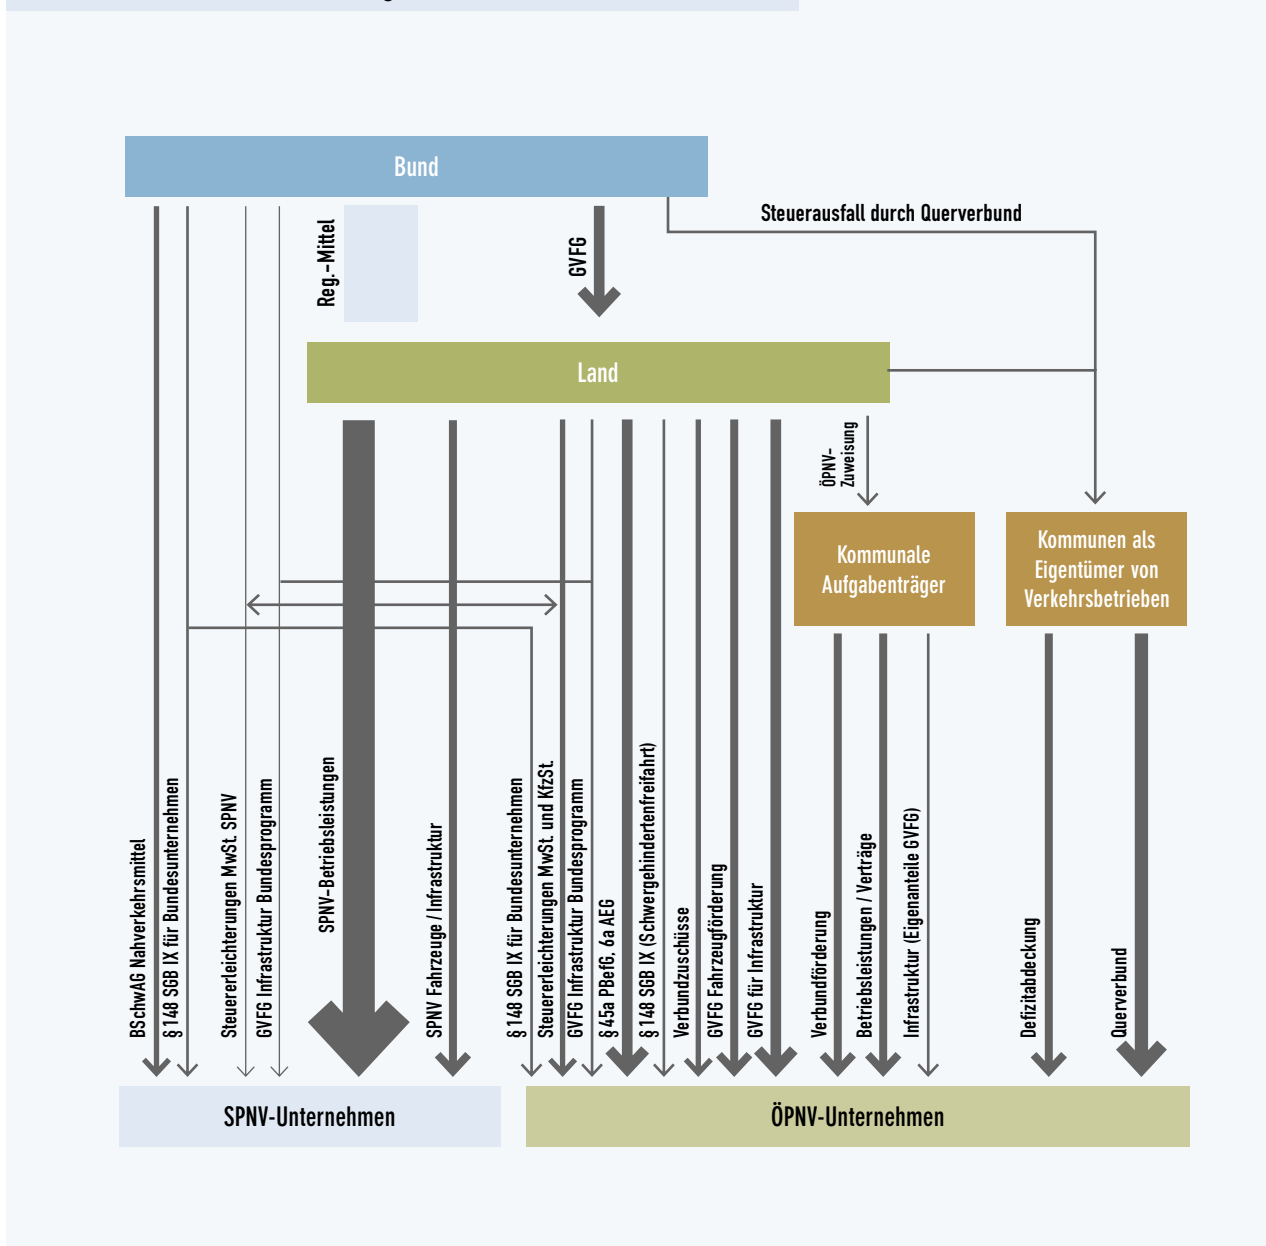 Bund
Steuerausfall durch Querverbund
Reg.-Mittel
GVFG
Land
ÖPNV-
Zuweisung
Kommunale
Aufgabenträger
Kommunen als
Eigentümer von
Verkehrsbetrieben
BSchwAG Nahverkehrsmittel
§ 148 SGB IX für Bundesunternehmen
Steuererleichterungen MwSt. SPNV
GVFG Infrastruktur Bundesprogramm
SPNV-Betriebsleistungen
SPNV Fahrzeuge / Infrastruktur
§ 148 SGB IX für Bundesunternehmen
Steuererleichterungen MwSt. und KfzSt.
GVFG Infrastruktur Bundesprogramm
§ 45a PBefG, 6a AEG
§ 148 SGB IX (Schwergehindertenfreifahrt)
Verbundzuschüsse
GVFG Fahrzeugförderung
GVFG für Infrastruktur
Verbundförderung
Betriebsleistungen / Verträge
Infrastruktur (Eigenanteile GVFG)
Defizitabdeckung
Querverbund
SPNV-Unternehmen
ÖPNV-Unternehmen